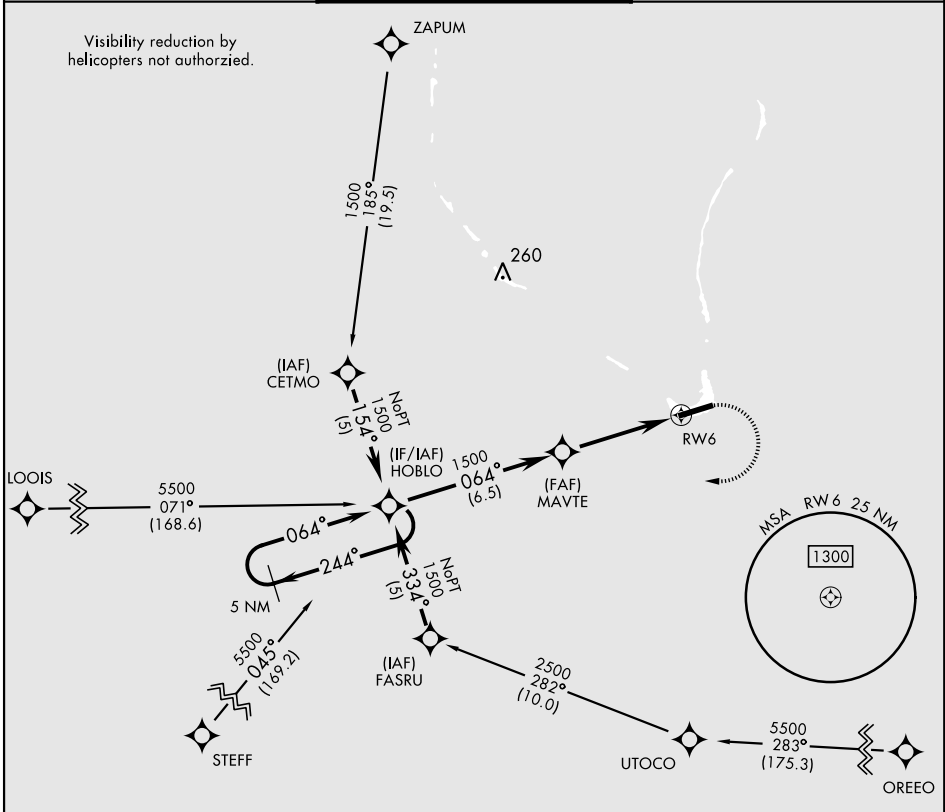 Visibility reduction by
helicopters not authorzied.
ZAPUM
1500
185°
(19.5)
260
(IAF)
CETMO
NoPT
1500
154°
(5)
(IF/IAF)
HOBLO
1500
064°
(6.5)
(FAF)
MAVTE
RW6
LOOIS
5500
071°
(168.6)
064°
244°
5 NM
NoPT
1500
334°
(5)
MSA RW6 25 NM
1300
5500
045°
(169.2)
STEFF
(IAF)
FASRU
2500
282°
(10.0)
UTOCO
5500
283°
(175.3)
OREEO